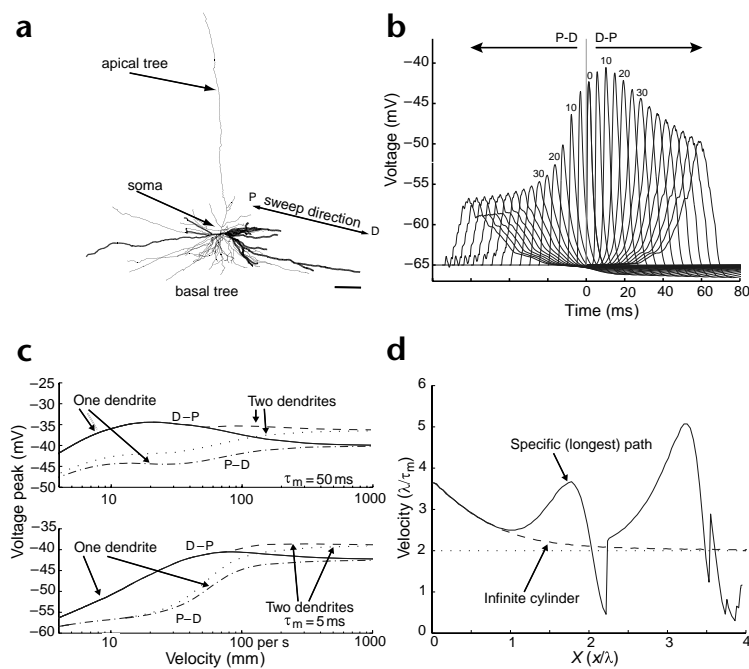 a
apical tree
soma
P
sweep direction
D
basal tree
b
P-D
D-P
Voltage (mV)
−40
−45
−50
−55
−60
−65
30
20
10
0
10
20
30
0
20
40
60
80
Time (ms)
c
Voltage peak (mV)
−25
−30
−35
−40
−45
−50
One dendrite
D–P
Two dendrites
P–D
τm = 50 ms
10
100
1000
−35
−40
−45
−50
−55
−60
One dendrite
D–P
P–D
Two dendrites
τm = 5 ms
10
100 per s
1000
Velocity (mm)
d
Velocity (λ/τm)
6
5
4
3
2
1
0
Specific (longest) path
Infinite cylinder
0
1
2
3
4
X (x/λ)